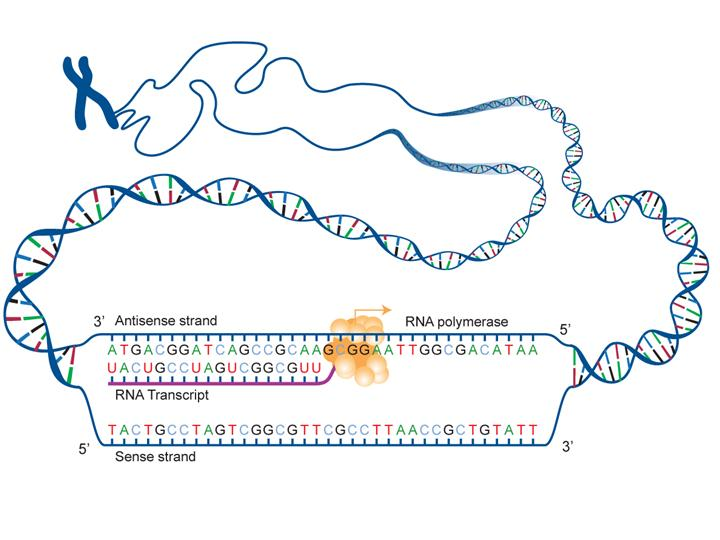 3’ Antisense strand RNA polymerase 5’
ATGACGGATCAGCCGCAAGCGGAATTGGCGACATAA
UACUGCCUAGUCGGCGUU
RNA Transcript
TACTGCCTAGTCGGCGTTCGCCTTAACCGCTGTATT
5’ 3’
Sense strand